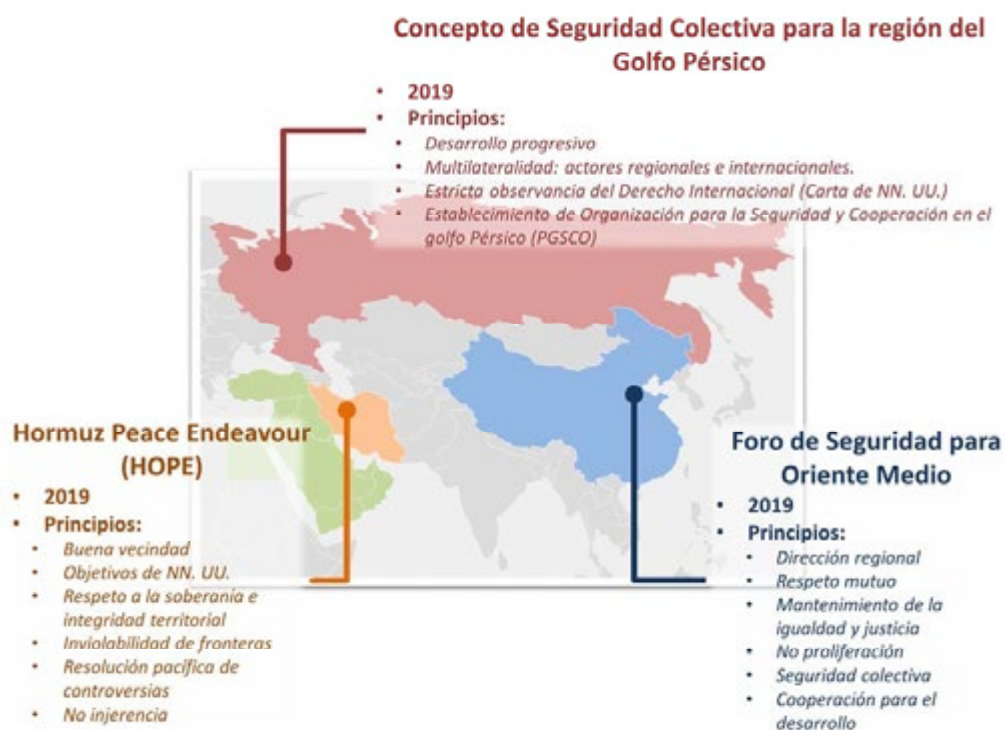 Concepto de Seguridad Colectiva para la región del
Golfo Pérsico
• 2019
• Principios:
• Desarrollo progresivo
• Multilateralidad: actores regionales e internacionales.
• Estricta observancia del Derecho Internacional (Carta de NN. UU.)
• Establecimiento de Organización para la Seguridad y Cooperación en el
golfo Pérsico (PGSCO)
Hormuz Peace Endeavour
(HOPE)
• 2019
• Principios:
• Buena vecindad
• Objetivos de NN. UU.
• Respeto a la soberanía e
integridad territorial
• Inviolabilidad de fronteras
• Resolución pacífica de
controversias
• No injerencia
Foro de Seguridad para
Oriente Medio
• 2019
• Principios:
• Dirección regional
• Respeto mutuo
• Mantenimiento de la
igualdad y justicia
• No proliferación
• Seguridad colectiva
• Cooperación para el
desarrollo